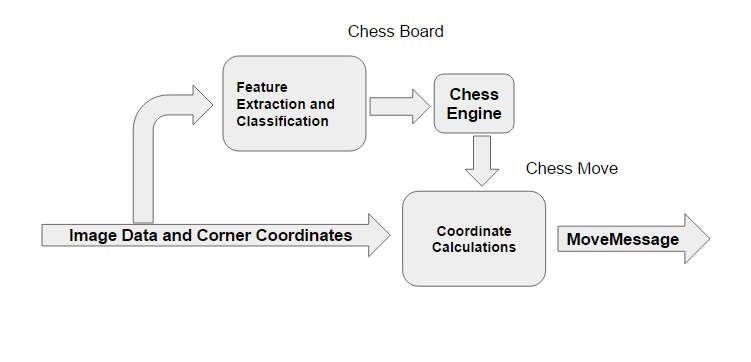 Chess Board
Feature
Extraction and
Classification
Chess
Engine
Chess Move
Image Data and Corner Coordinates
Coordinate
Calculations
MoveMessage